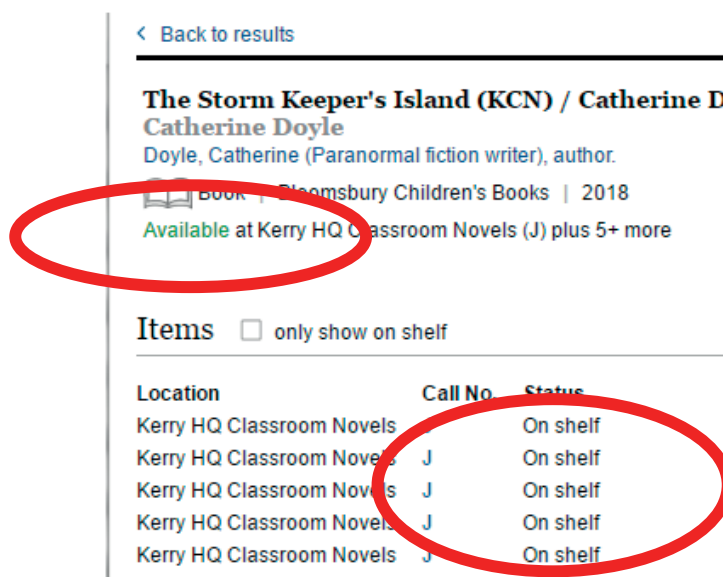 Back to results
The Storm Keeper's Island (KCN) / Catherine D
Catherine Doyle
Doyle, Catherine (Paranormal fiction writer), author.
Book | Bloomsbury Children's Books | 2018
Available at Kerry HQ Classroom Novels (J) plus 5+ more
Items only show on shelf
Location Call No. Status
Kerry HQ Classroom Novels On shelf
Kerry HQ Classroom Novels J On shelf
Kerry HQ Classroom Novels J On shelf
Kerry HQ Classroom Novels J On shelf
Kerry HQ Classroom Novels J On shelf